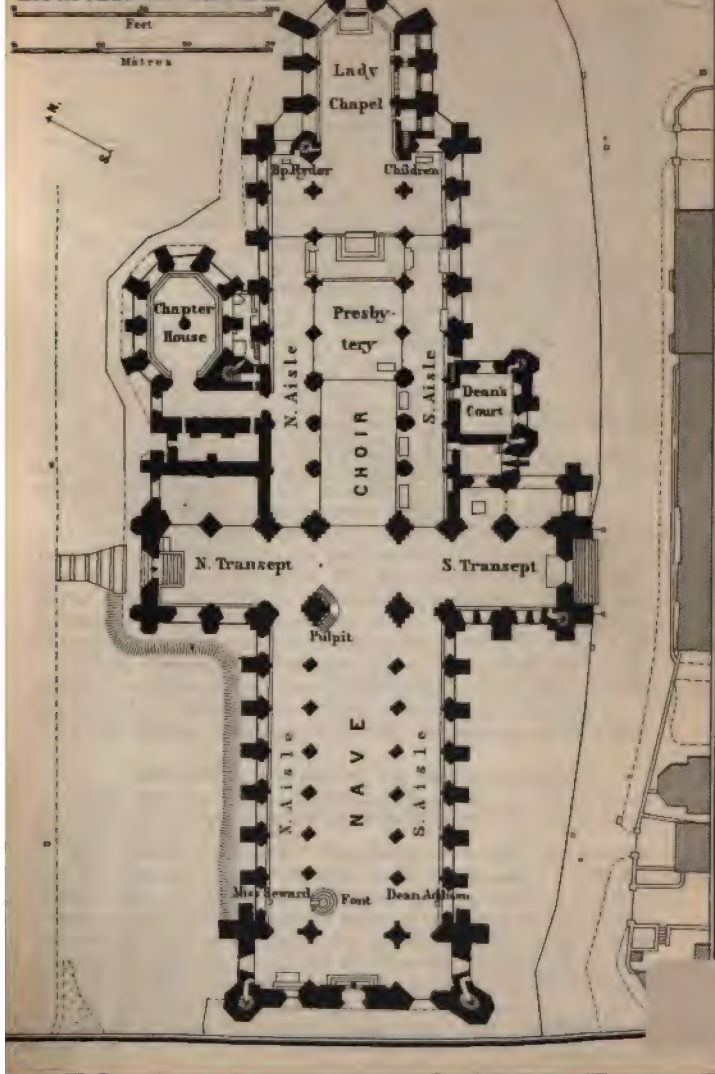 Feet
Mètres
N.
S.
Lady
Chapel
Bp. Ryder
Children
Chapter
House
Presby-
tery
N. Aisle
S. Aisle
Dean's
Court
CHOIR
N. Transept
S. Transept
Pulpit
NAVE
N. Aisle
S. Aisle
Miss Seward
Font
Dean Addison